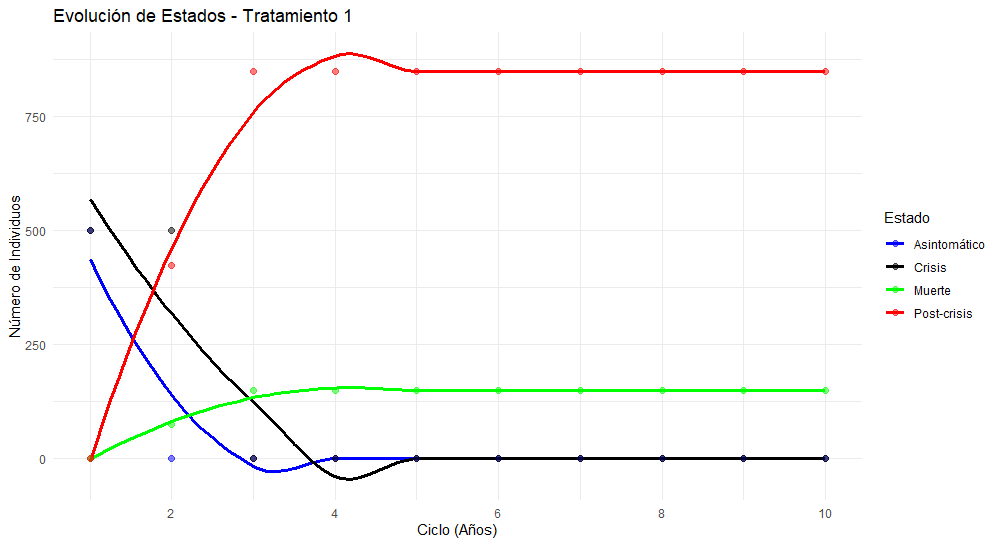 Evolución de Estados - Tratamiento 1
Número de Individuos
750
500
250
0
2
4
6
8
10
Ciclo (Años)
Estado
Asintomático
Crisis
Muerte
Post-crisis